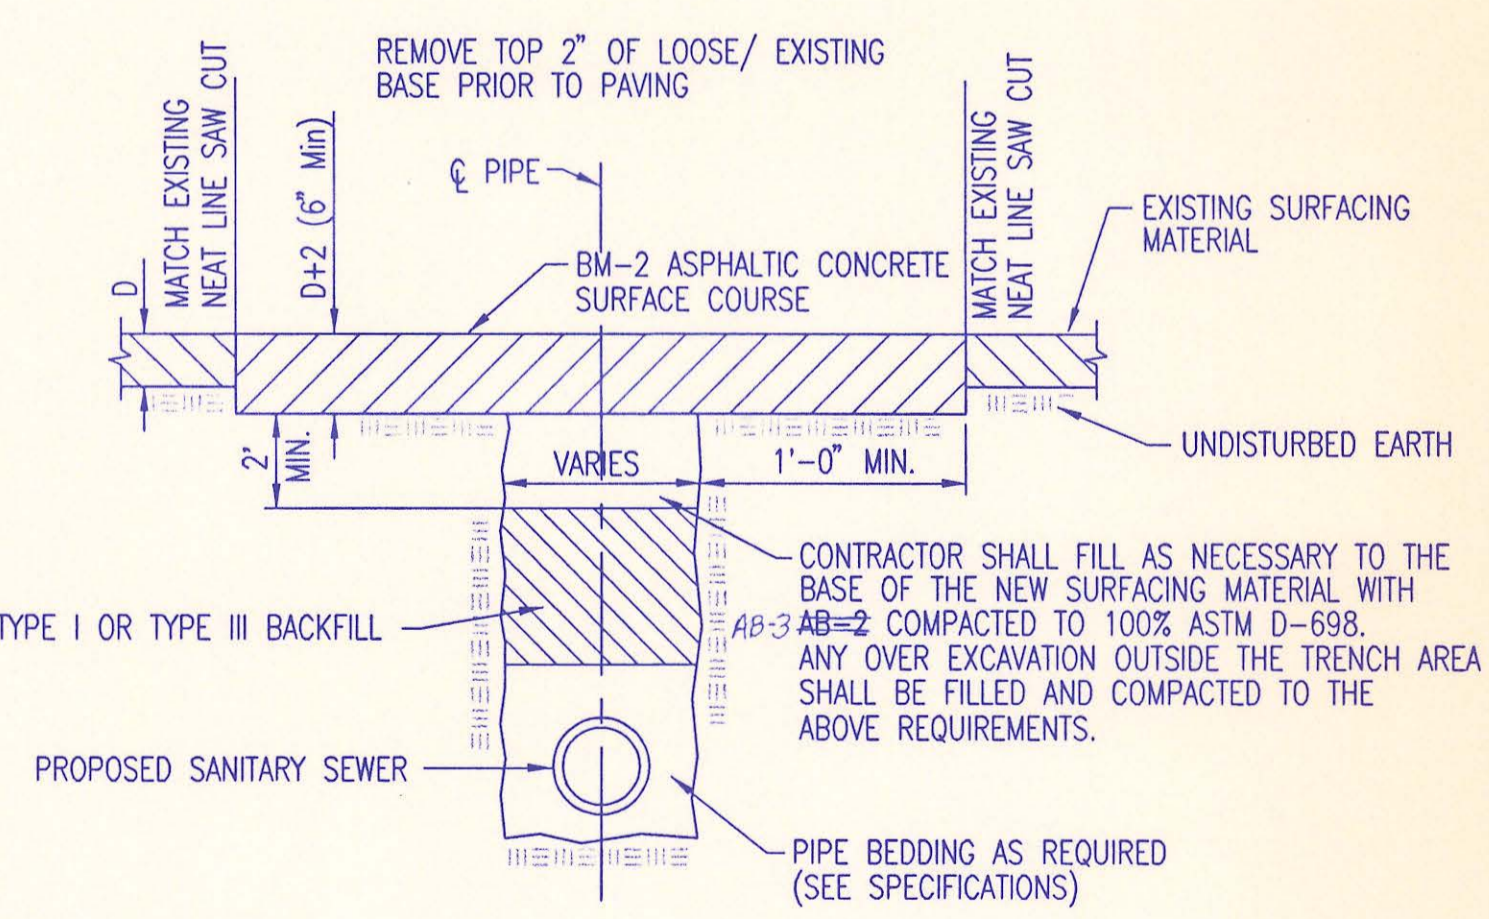 REMOVE TOP 2" OF LOOSE/ EXISTING
BASE PRIOR TO PAVING
MATCH EXISTING
NEAT LINE SAW CUT
D
D+2 (6" Min)
℄ PIPE
MATCH EXISTING
NEAT LINE SAW CUT
EXISTING SURFACING
MATERIAL
BM-2 ASPHALTIC CONCRETE
SURFACE COURSE
UNDISTURBED EARTH
2'
MIN.
VARIES
1'-0" MIN.
CONTRACTOR SHALL FILL AS NECESSARY TO THE
BASE OF THE NEW SURFACING MATERIAL WITH
AB-3 AB-2 COMPACTED TO 100% ASTM D-698.
ANY OVER EXCAVATION OUTSIDE THE TRENCH AREA
SHALL BE FILLED AND COMPACTED TO THE
ABOVE REQUIREMENTS.
TYPE I OR TYPE III BACKFILL
PROPOSED SANITARY SEWER
PIPE BEDDING AS REQUIRED
(SEE SPECIFICATIONS)